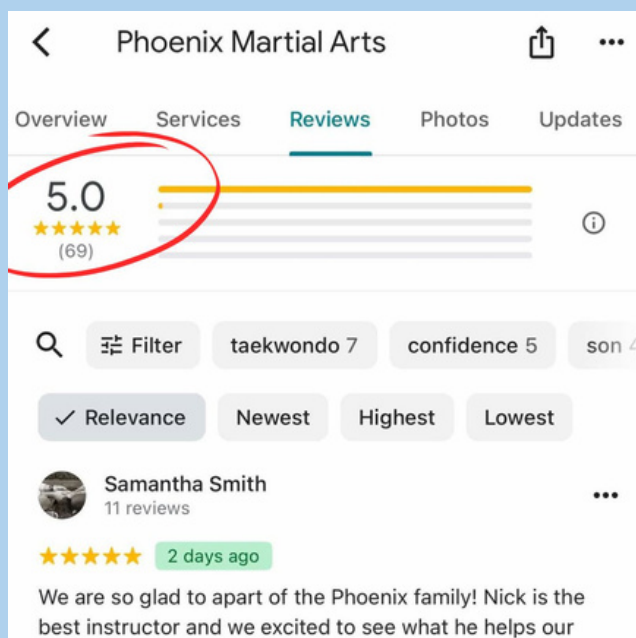 Phoenix Martial Arts
Overview Services Reviews Photos Updates
5.0
(69)
Filter taekwondo 7 confidence 5 son
Relevance Newest Highest Lowest
Samantha Smith
11 reviews
2 days ago
We are so glad to apart of the Phoenix family! Nick is the
best instructor and we excited to see what he helps our